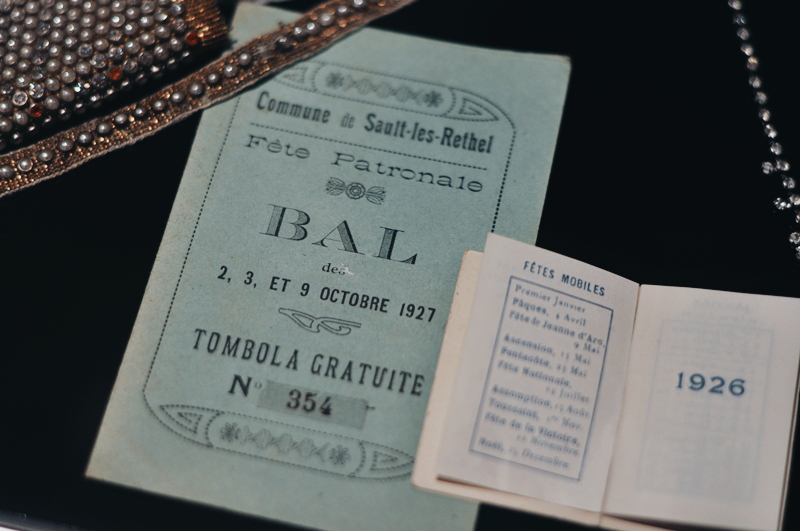 Commune de Sault-les-Rethel
Fête Patronale
BAL
des
2, 3, ET 9 OCTOBRE 1927
TOMBOLA GRATUITE
No 354
FÊTES MOBILES
Premier Janvier
Pâques, 4 Avril
Fête de Jeanne d'Arc,
9 Mai
Ascension, 13 Mai
Pentecôte, 23 Mai
Fête Nationale,
14 Juillet
Assomption, 15 Août
Toussaint, 1er Nov.
Fête de la Victoire,
11 Novembre
Noël, 25 Décembre
1926